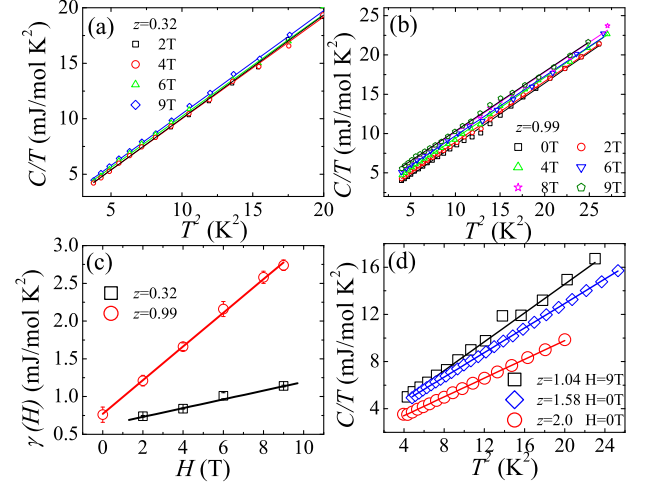 (a)
z=0.32
2T
4T
6T
9T
C/T (mJ/mol K²)
20
15
10
5
5 10 15 20
T² (K²)
(b)
z=0.99
0T 2T
4T 6T
8T 9T
C/T (mJ/mol K²)
25
20
15
10
5
5 10 15 20 25
T² (K²)
(c)
z=0.32
z=0.99
γ(H) (mJ/mol K²)
3.0
2.5
2.0
1.5
1.0
0.5
0 2 4 6 8 10
H (T)
(d)
z=1.04 H=9T
z=1.58 H=0T
z=2.0 H=0T
C/T (mJ/mol K²)
16
12
8
4
4 8 12 16 20 24
T² (K²)